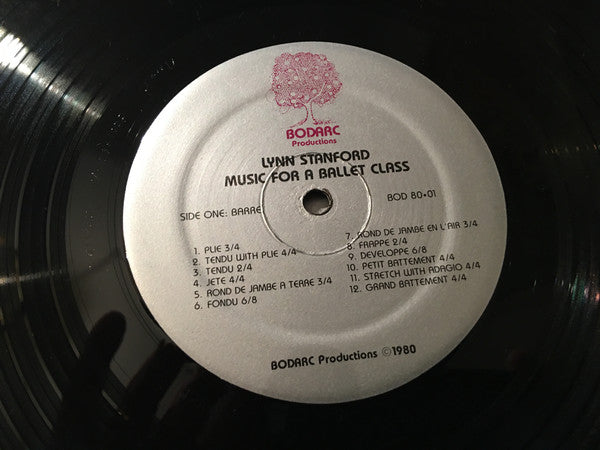 BODARC
Productions
LYNN STANFORD
MUSIC FOR A BALLET CLASS
SIDE ONE: BARRE
BOD 80•01
1. PLIE 3/4
2. TENDU WITH PLIE 4/4
3. TENDU 2/4
4. JETE 4/4
5. ROND DE JAMBE A TERRE 3/4
6. FONDU 6/8
7. ROND DE JAMBE EN L'AIR 3/4
8. FRAPPE 2/4
9. DEVELOPPE 6/8
10. PETIT BATTEMENT 4/4
11. STRETCH WITH ADAGIO 4/4
12. GRAND BATTEMENT 4/4
BODARC Productions ©1980